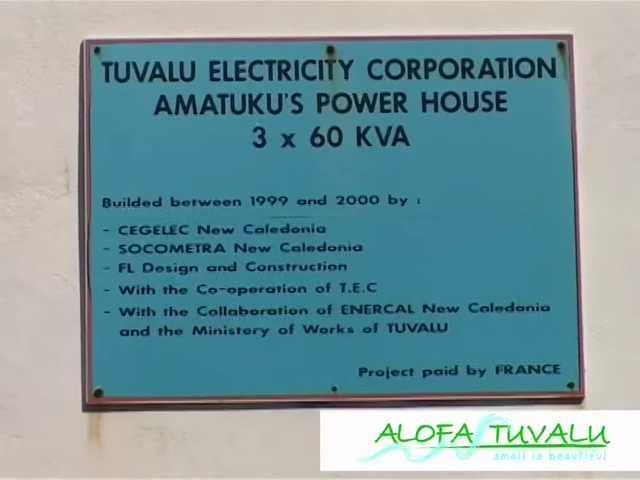 TUVALU ELECTRICITY CORPORATION
AMATUKU'S POWER HOUSE
3 x 60 KVA
Builded between 1999 and 2000 by :
- CEGELEC New Caledonia
- SOCOMETRA New Caledonia
- FL Design and Construction
- With the Co-operation of T.E.C
- With the Collaboration of ENERCAL New Caledonia
and the Ministery of Works of TUVALU
Project paid by FRANCE
ALOFA TUVALU
small is beautiful